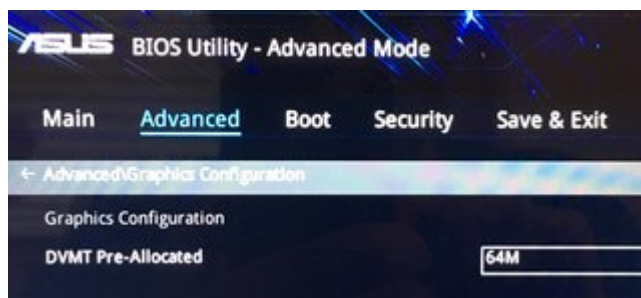 ASUS BIOS Utility - Advanced Mode
Main Advanced Boot Security Save & Exit
← Advanced\Graphics Configuration
Graphics Configuration
DVMT Pre-Allocated 64M